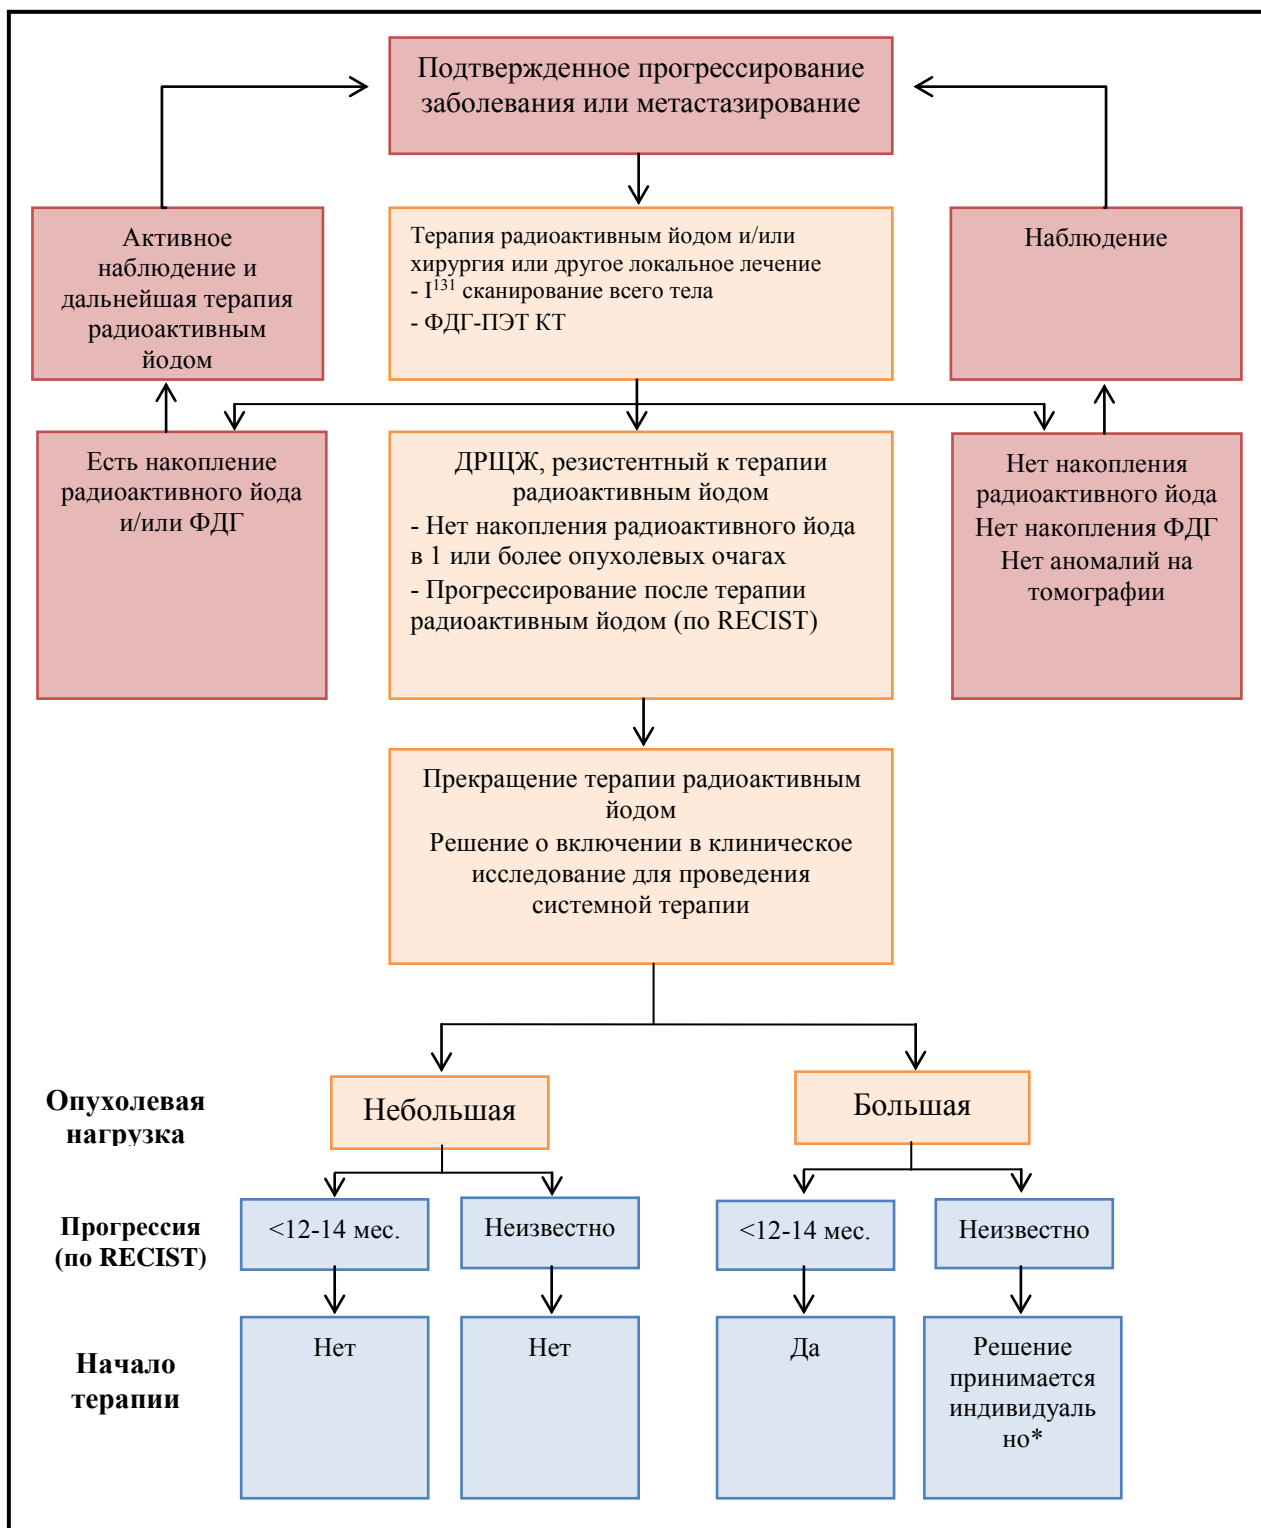 Подтвержденное прогрессирование
заболевания или метастазирование
Активное
наблюдение и
дальнейшая терапия
радиоактивным
йодом
Терапия радиоактивным йодом и/или
хирургия или другое локальное лечение
- I¹³¹ сканирование всего тела
- ФДГ-ПЭТ КТ
Наблюдение
Есть накопление
радиоактивного йода
и/или ФДГ
ДРЩЖ, резистентный к терапии
радиоактивным йодом
- Нет накопления радиоактивного йода
в 1 или более опухолевых очагах
- Прогрессирование после терапии
радиоактивным йодом (по RECIST)
Нет накопления
радиоактивного йода
Нет накопления ФДГ
Нет аномалий на
томографии
Прекращение терапии радиоактивным
йодом
Решение о включении в клиническое
исследование для проведения
системной терапии
Опухолевая
нагрузка
Небольшая
Большая
Прогрессия
(по RECIST)
<12-14 мес.
Неизвестно
<12-14 мес.
Неизвестно
Начало
терапии
Нет
Нет
Да
Решение
принимается
индивидуаль
но*